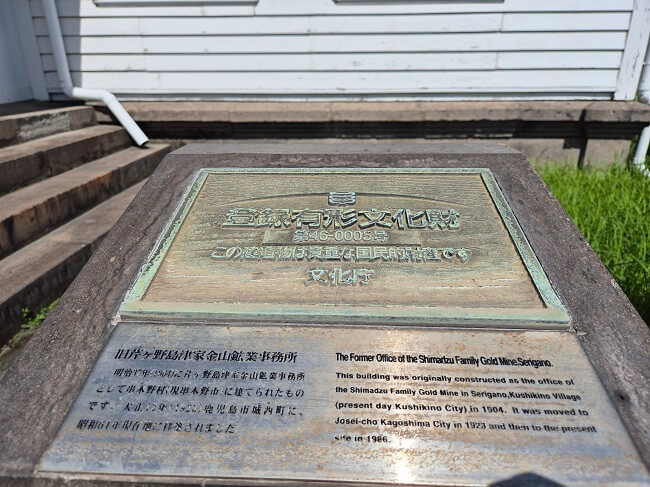 登録有形文化財
第46-0005号
この建造物は貴重な国民的財産です
文化庁
旧芹ヶ野島津家金山鉱業事務所
明治37年(1904)に芹ヶ野島津家金山鉱業事務所
として串木野村(現串木野市)に建てられたもの
です。大正12年(1923)鹿児島市城西町に、
昭和61年現在地に移築されました
The Former Office of the Shimadzu Family Gold Mine.Serigano.
This building was originally constructed as the office of
the Shimadzu Family Gold Mine in Serigano,Kushikino Village
(present day Kushikino City) in 1904. It was moved to
Josei-cho Kagoshima City in 1923 and then to the present
site in 1986.